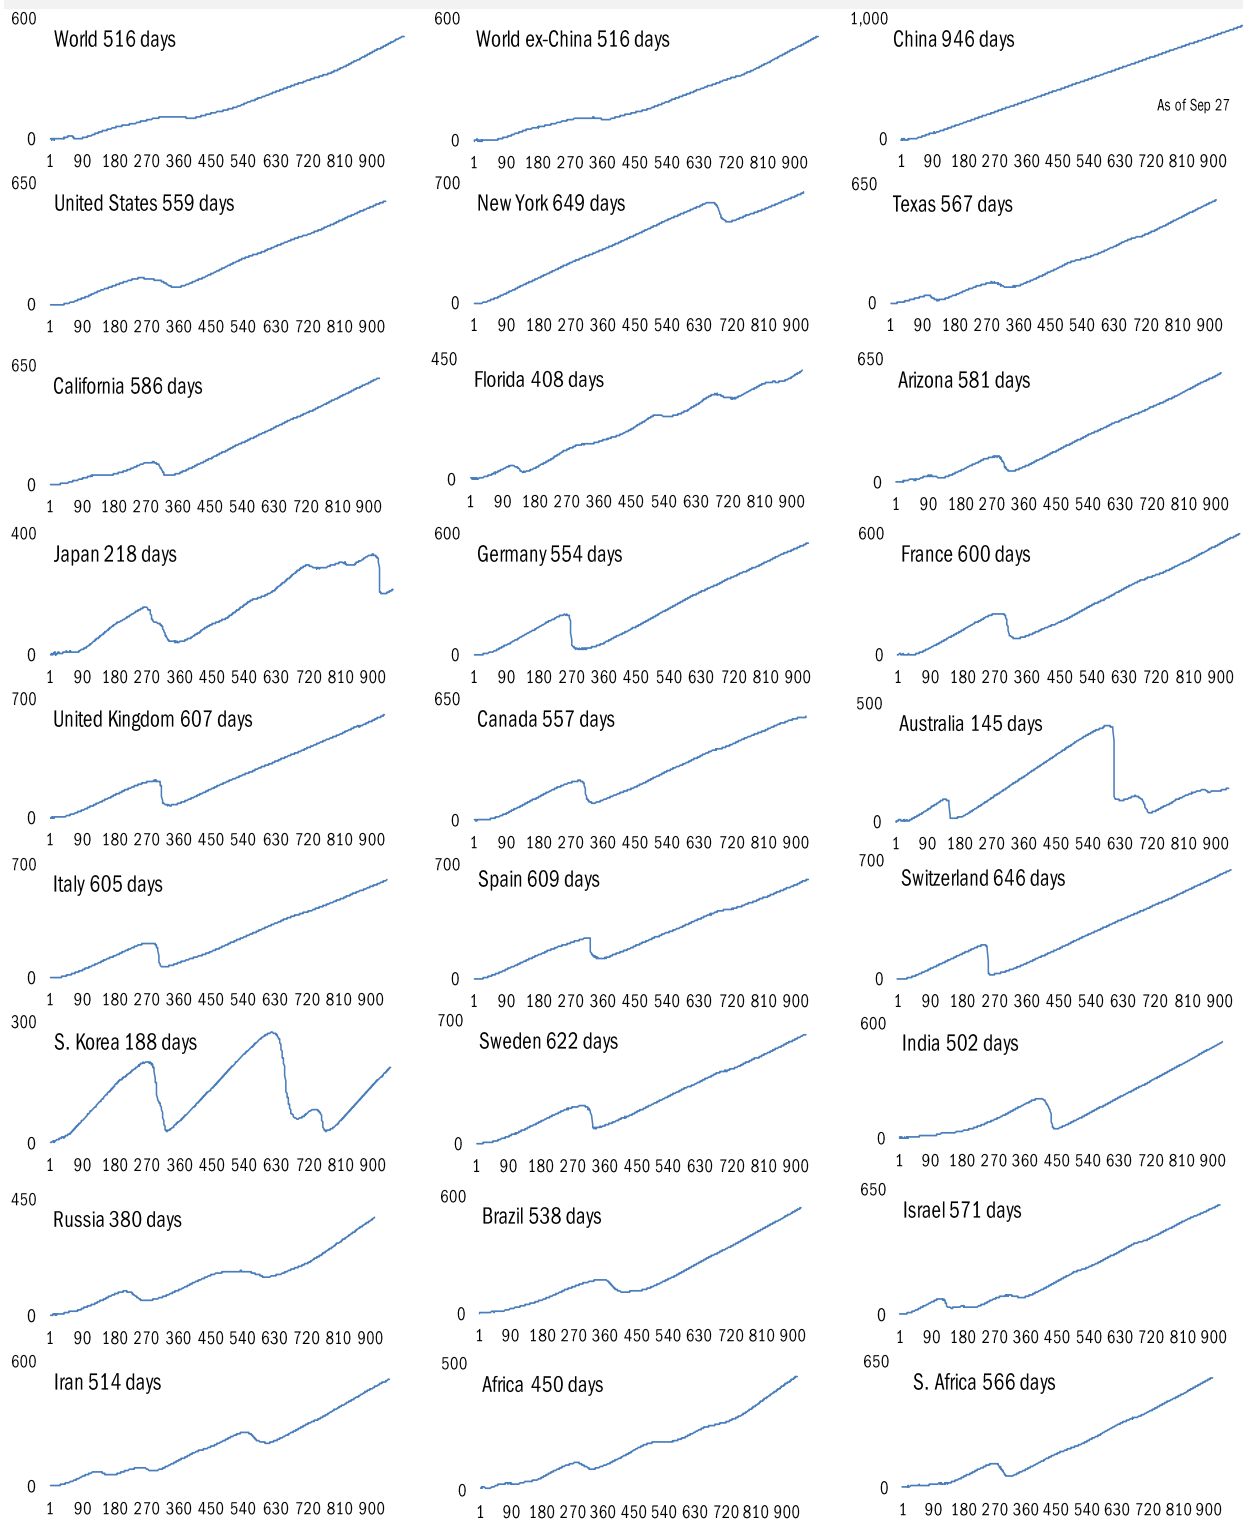 600 600 1,000
World 516 days World ex-China 516 days China 946 days
As of Sep 27
0 0 0
1 90 180 270 360 450 540 630 720 810 900 1 90 180 270 360 450 540 630 720 810 900 1 90 180 270 360 450 540 630 720 810 900
650 700 650
United States 559 days New York 649 days Texas 567 days
0 0 0
1 90 180 270 360 450 540 630 720 810 900 1 90 180 270 360 450 540 630 720 810 900 1 90 180 270 360 450 540 630 720 810 900
650 450 650
California 586 days Florida 408 days Arizona 581 days
0 0 0
1 90 180 270 360 450 540 630 720 810 900 1 90 180 270 360 450 540 630 720 810 900 1 90 180 270 360 450 540 630 720 810 900
400 600 600
Japan 218 days Germany 554 days France 600 days
0 0 0
1 90 180 270 360 450 540 630 720 810 900 1 90 180 270 360 450 540 630 720 810 900 1 90 180 270 360 450 540 630 720 810 900
700 650 500
United Kingdom 607 days Canada 557 days Australia 145 days
0 0 0
1 90 180 270 360 450 540 630 720 810 900 1 90 180 270 360 450 540 630 720 810 900 1 90 180 270 360 450 540 630 720 810 900
700 700 700
Italy 605 days Spain 609 days Switzerland 646 days
0 0 0
1 90 180 270 360 450 540 630 720 810 900 1 90 180 270 360 450 540 630 720 810 900 1 90 180 270 360 450 540 630 720 810 900
300 700 600
S. Korea 188 days Sweden 622 days India 502 days
0 0 0
1 90 180 270 360 450 540 630 720 810 900 1 90 180 270 360 450 540 630 720 810 900 1 90 180 270 360 450 540 630 720 810 900
450 600 650
Russia 380 days Brazil 538 days Israel 571 days
0 0 0
1 90 180 270 360 450 540 630 720 810 900 1 90 180 270 360 450 540 630 720 810 900 1 90 180 270 360 450 540 630 720 810 900
600 500 650
Iran 514 days Africa 450 days S. Africa 566 days
0 0 0
1 90 180 270 360 450 540 630 720 810 900 1 90 180 270 360 450 540 630 720 810 900 1 90 180 270 360 450 540 630 720 810 900